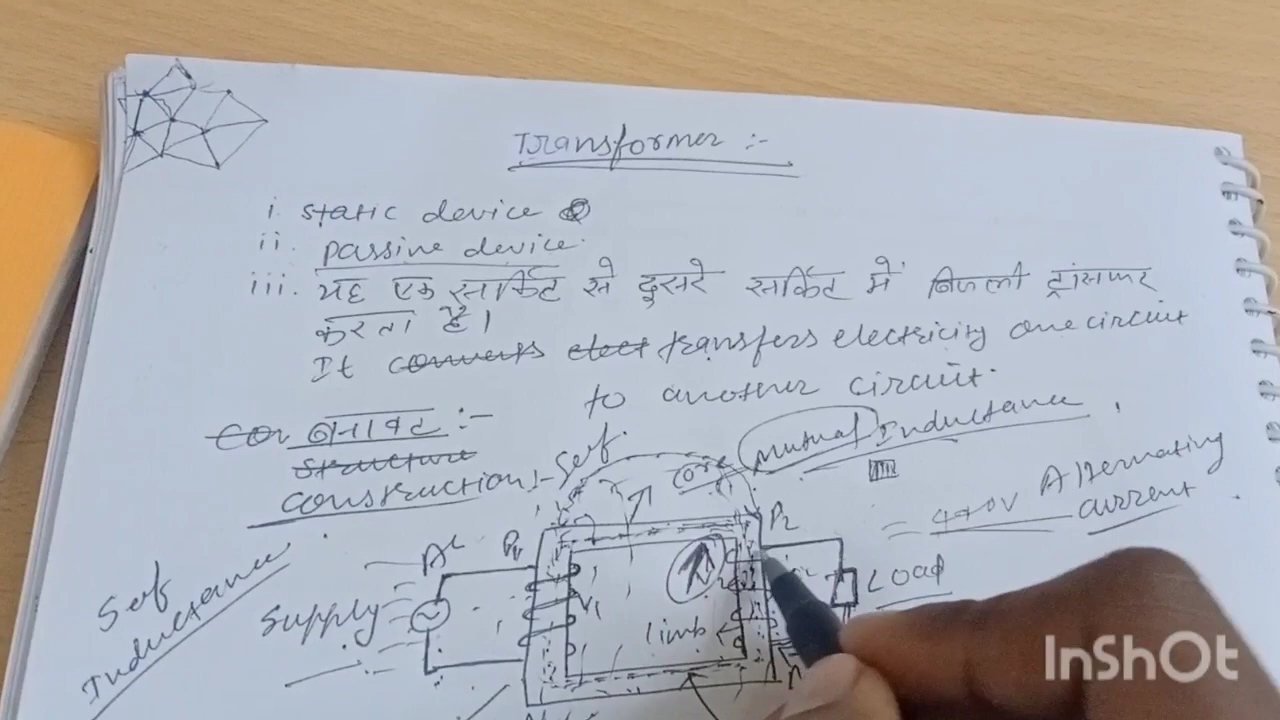 Transformer :-
i. static device
ii. passive device.
iii. यह एक सर्किट से दुसरे सर्किट में बिजली ट्रांसफर
करता है।
It converts elect transfers electricity one circuit
to another circuit.
Con बनावट :-
Structure
construction :- Self.
core mutual Inductance
= 440V Alternating
current
Self
Inductance
Supply
AC
P1
P2
Load
limb
InShOt